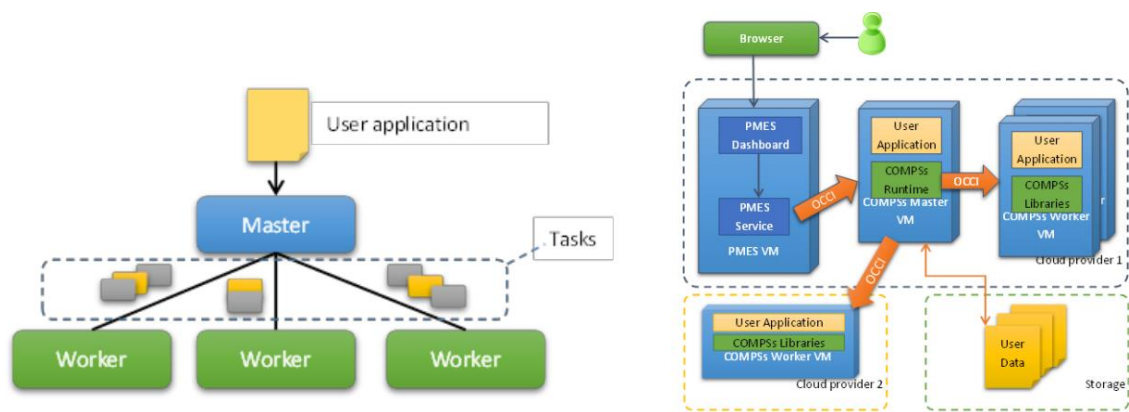 User application
Master
Tasks
Worker
Worker
Worker
Browser
PMES
Dashboard
PMES
Service
PMES VM
OCCI
User
Application
COMPSs
Runtime
COMPSs Master
VM
OCCI
User
Application
COMPSs
Libraries
COMPSs Worker
VM
Cloud provider 1
OCCI
User Application
COMPSs Libraries
COMPSs Worker VM
Cloud provider 2
User
Data
Storage